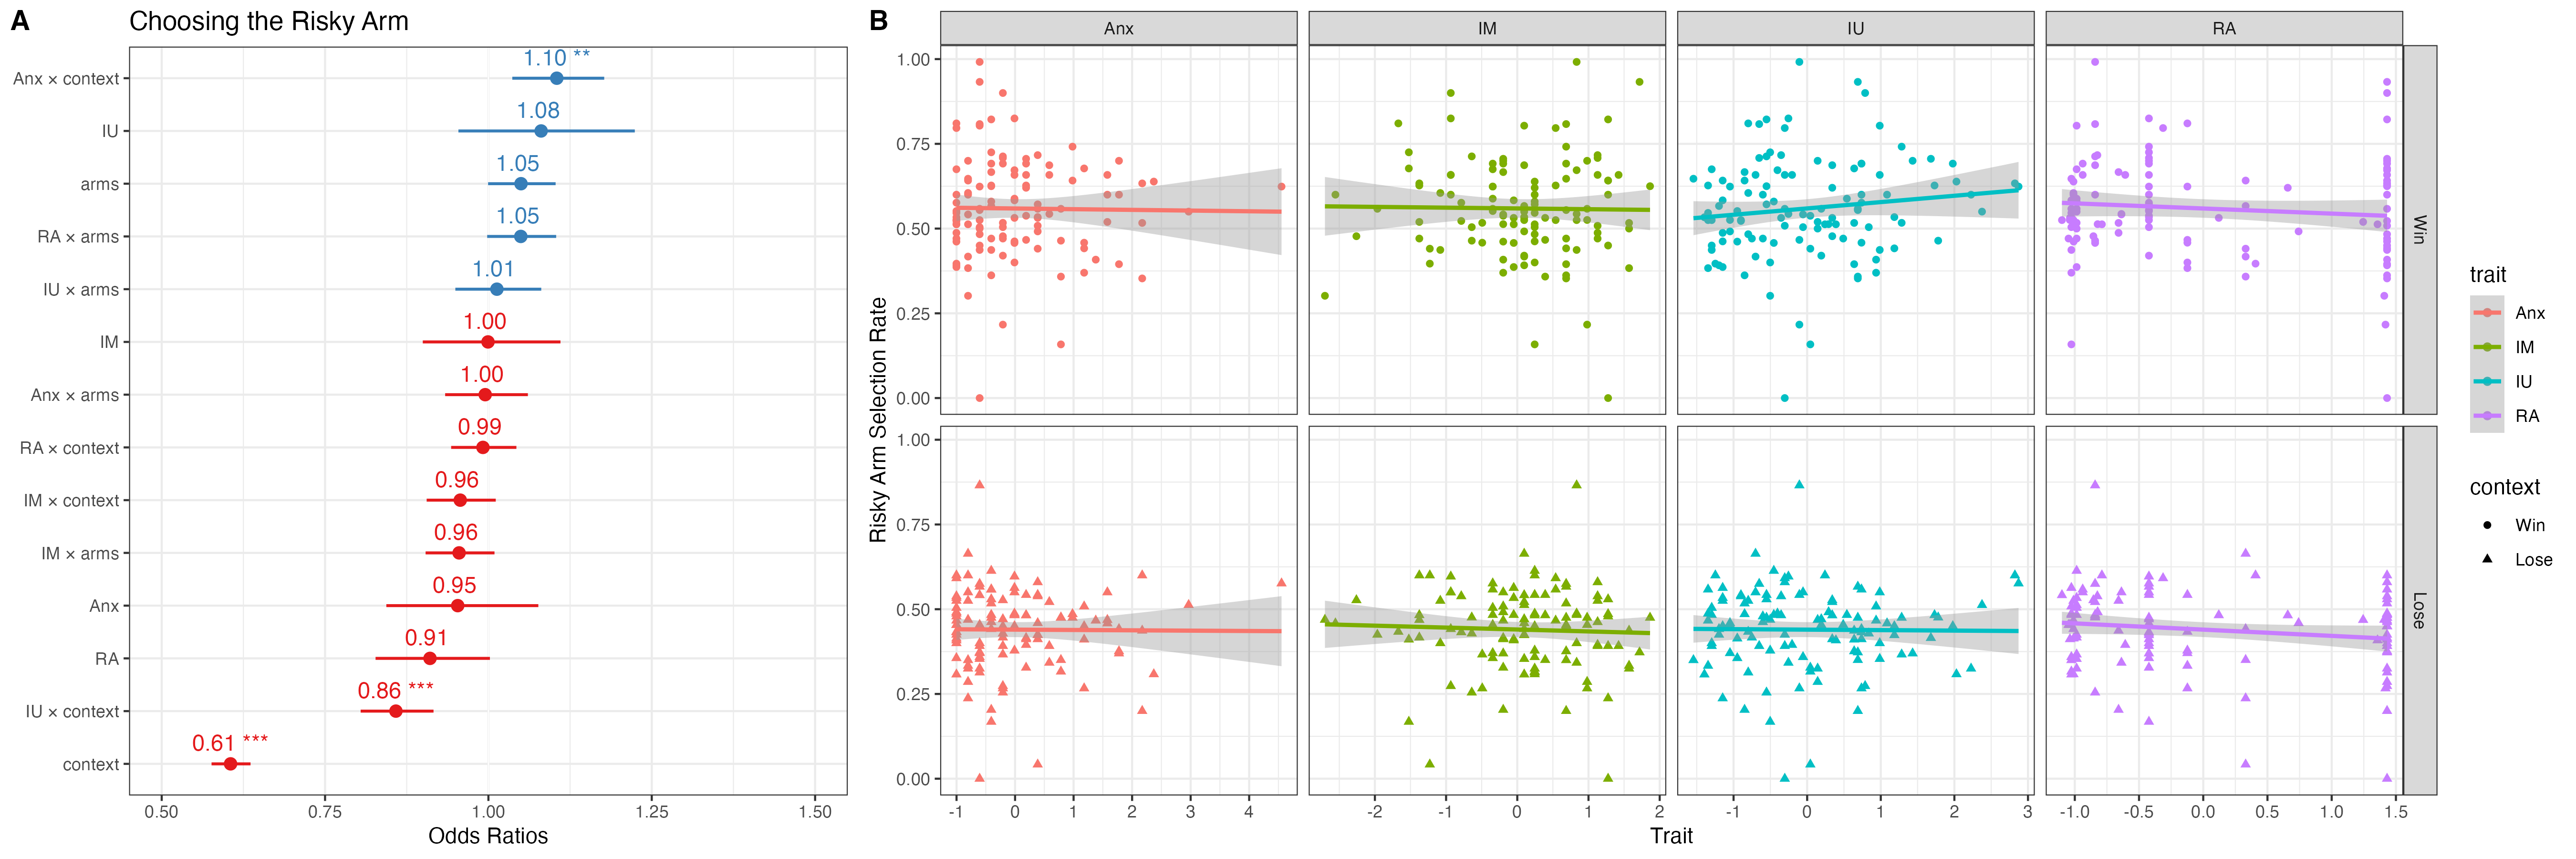 A
Choosing the Risky Arm
Anx × context
1.10 **
IU
1.08
arms
1.05
RA × arms
1.05
IU × arms
1.01
IM
1.00
Anx × arms
1.00
RA × context
0.99
IM × context
0.96
IM × arms
0.96
Anx
0.95
RA
0.91
IU × context
0.86 ***
context
0.61 ***
0.50 0.75 1.00 1.25 1.50
Odds Ratios
B
Anx IM IU RA
Risky Arm Selection Rate
1.00
0.75
0.50
0.25
0.00
Win
1.00
0.75
0.50
0.25
0.00
Lose
-1 0 1 2 3 4
-2 -1 0 1 2
-1 0 1 2 3
-1.0 -0.5 0.0 0.5 1.0 1.5
Trait
trait
Anx
IM
IU
RA
context
Win
Lose